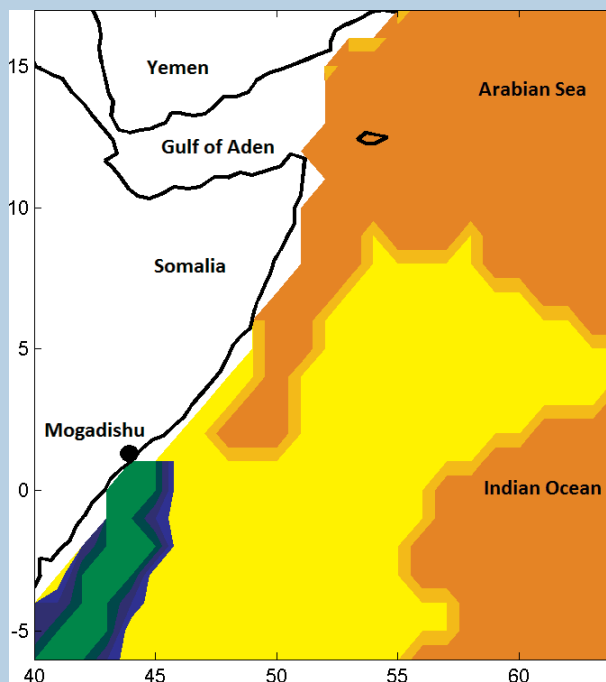 15
Yemen
Arabian Sea
Gulf of Aden
10
Somalia
5
Mogadishu
0
Indian Ocean
-5
40 45 50 55 60